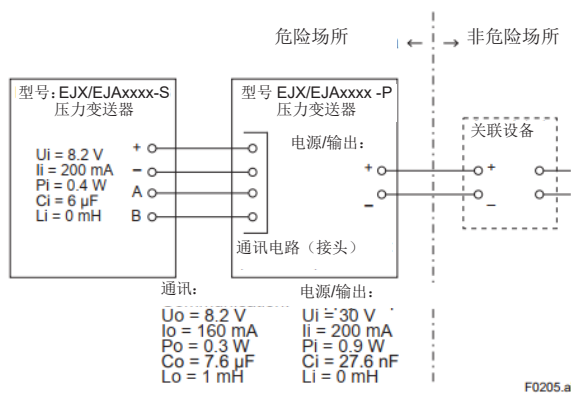 危险场所 ← → 非危险场所
型号：EJX/EJAxxxx-S
压力变送器
Ui = 8.2 V
Ii = 200 mA
Pi = 0.4 W
Ci = 6 µF
Li = 0 mH
+
−
A
B
型号 EJX/EJAxxxx -P
压力变送器
电源/输出：
+
−
通讯电路（接头）
关联设备
+
−
通讯：
Uo = 8.2 V
Io = 160 mA
Po = 0.3 W
Co = 7.6 µF
Lo = 1 mH
电源/输出：
Ui = 30 V
Ii = 200 mA
Pi = 0.9 W
Ci = 27.6 nF
Li = 0 mH
F0205.a